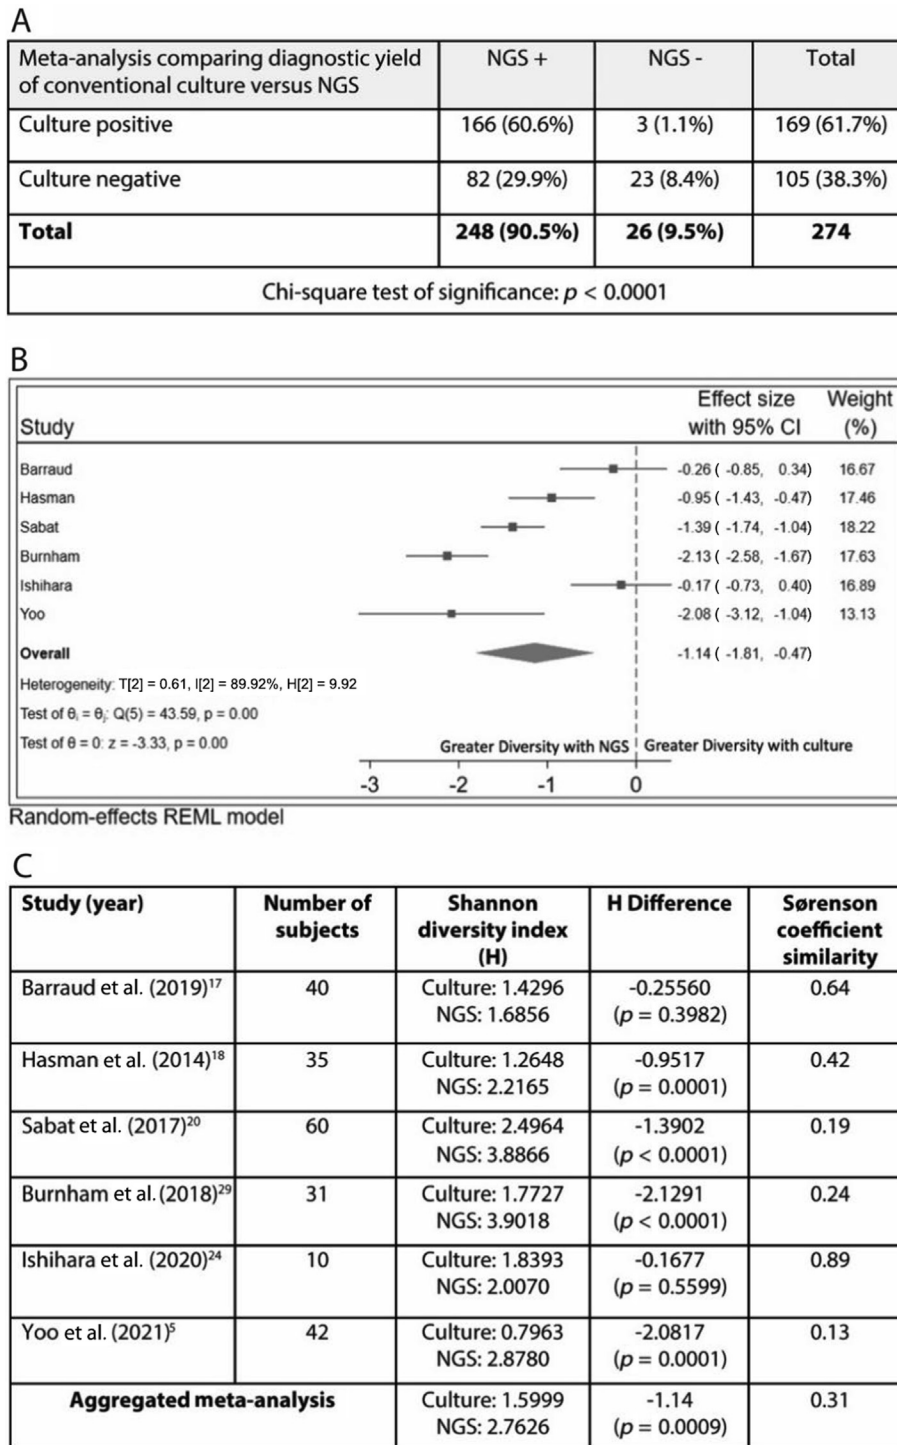 A
Meta-analysis comparing diagnostic yield of conventional culture versus NGS | NGS + | NGS - | Total
Culture positive | 166 (60.6%) | 3 (1.1%) | 169 (61.7%)
Culture negative | 82 (29.9%) | 23 (8.4%) | 105 (38.3%)
Total | 248 (90.5%) | 26 (9.5%) | 274
Chi-square test of significance: p < 0.0001
B
Study | Effect size with 95% CI | Weight (%)
Barraud -0.26 ( -0.85, 0.34) 16.67
Hasman -0.95 ( -1.43, -0.47) 17.46
Sabat -1.39 ( -1.74, -1.04) 18.22
Burnham -2.13 ( -2.58, -1.67) 17.63
Ishihara -0.17 ( -0.73, 0.40) 16.89
Yoo -2.08 ( -3.12, -1.04) 13.13
Overall -1.14 ( -1.81, -0.47)
Heterogeneity: T[2] = 0.61, I[2] = 89.92%, H[2] = 9.92
Test of θi = θj: Q(5) = 43.59, p = 0.00
Test of θ = 0: z = -3.33, p = 0.00
Greater Diversity with NGS | Greater Diversity with culture
-3 -2 -1 0
Random-effects REML model
C
Study (year) | Number of subjects | Shannon diversity index (H) | H Difference | Sørenson coefficient similarity
Barraud et al. (2019)17 | 40 | Culture: 1.4296 NGS: 1.6856 | -0.25560 (p = 0.3982) | 0.64
Hasman et al. (2014)18 | 35 | Culture: 1.2648 NGS: 2.2165 | -0.9517 (p = 0.0001) | 0.42
Sabat et al. (2017)20 | 60 | Culture: 2.4964 NGS: 3.8866 | -1.3902 (p < 0.0001) | 0.19
Burnham et al. (2018)29 | 31 | Culture: 1.7727 NGS: 3.9018 | -2.1291 (p < 0.0001) | 0.24
Ishihara et al. (2020)24 | 10 | Culture: 1.8393 NGS: 2.0070 | -0.1677 (p = 0.5599) | 0.89
Yoo et al. (2021)5 | 42 | Culture: 0.7963 NGS: 2.8780 | -2.0817 (p = 0.0001) | 0.13
Aggregated meta-analysis | Culture: 1.5999 NGS: 2.7626 | -1.14 (p = 0.0009) | 0.31